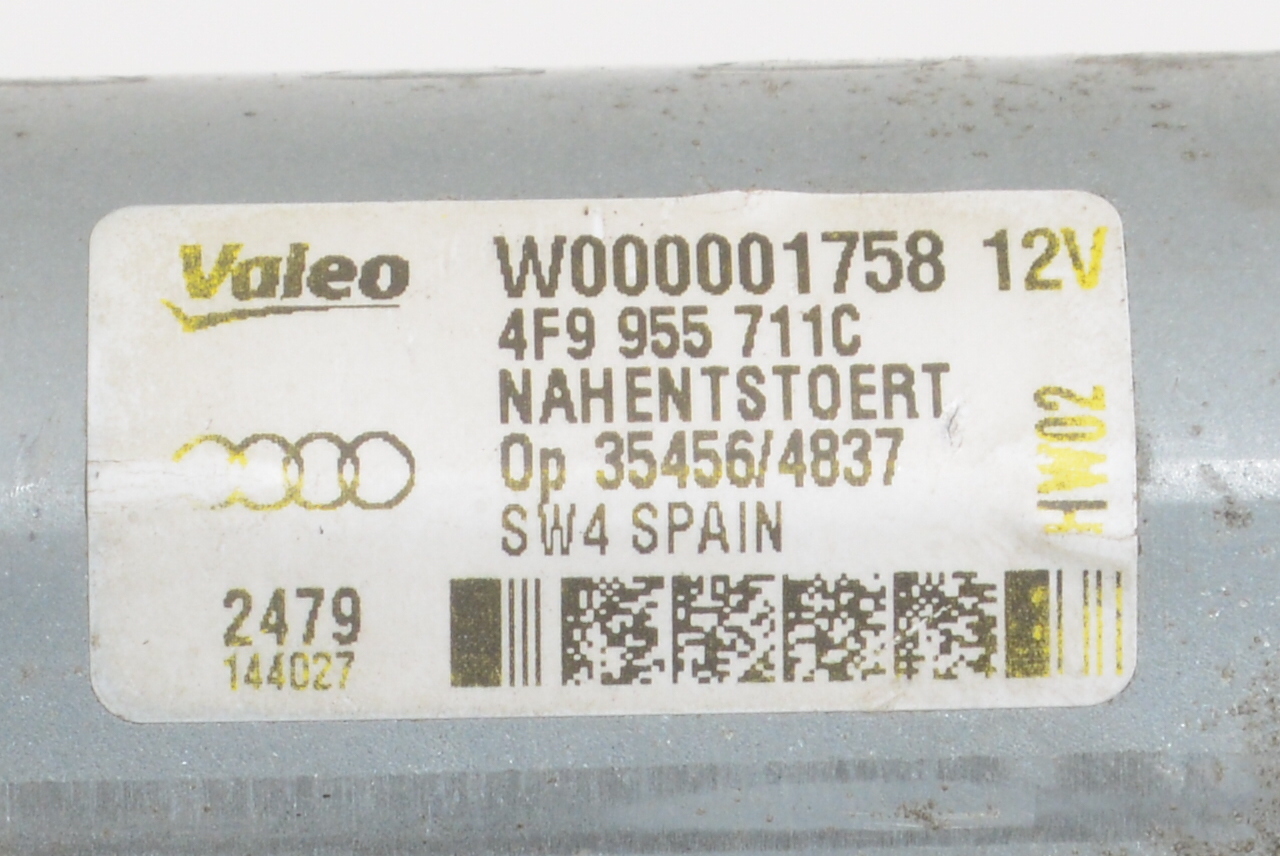 Valeo W000001758 12V
4F9 955 711C
NAHENTSTOERT
Op 35456/4837
SW4 SPAIN
HW02
2479
144027